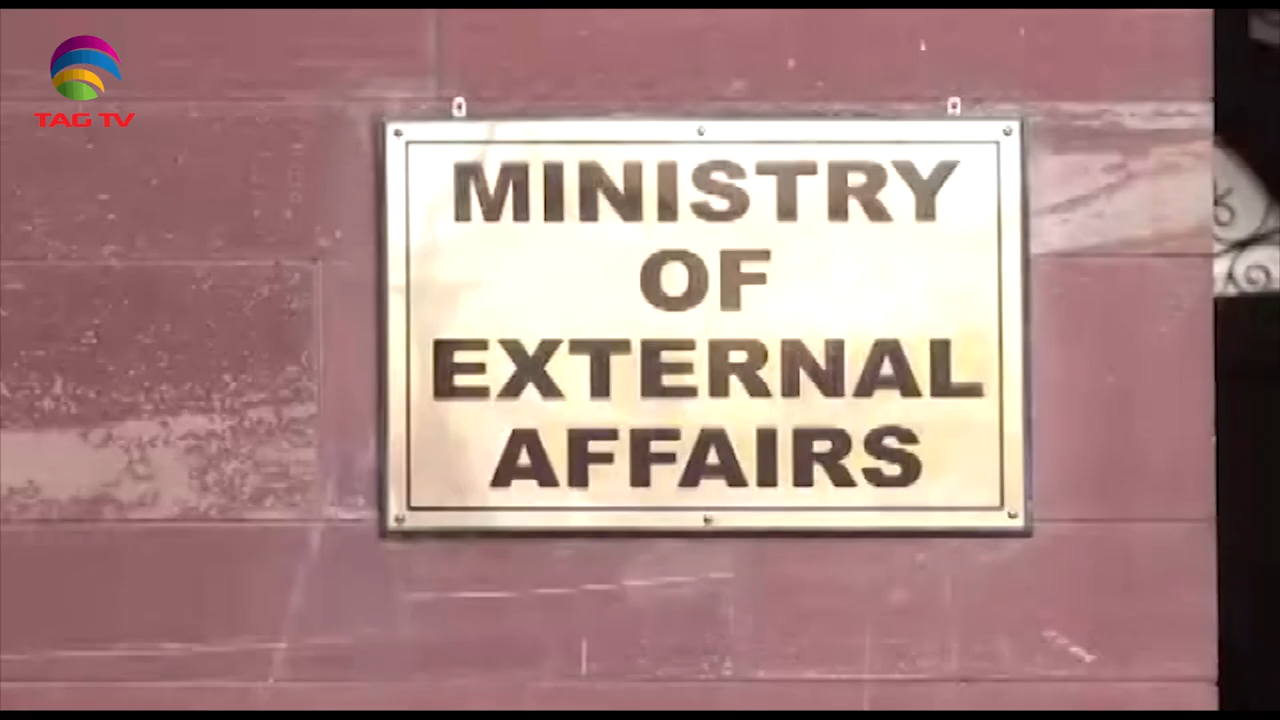 TAG TV
MINISTRY
OF
EXTERNAL
AFFAIRS